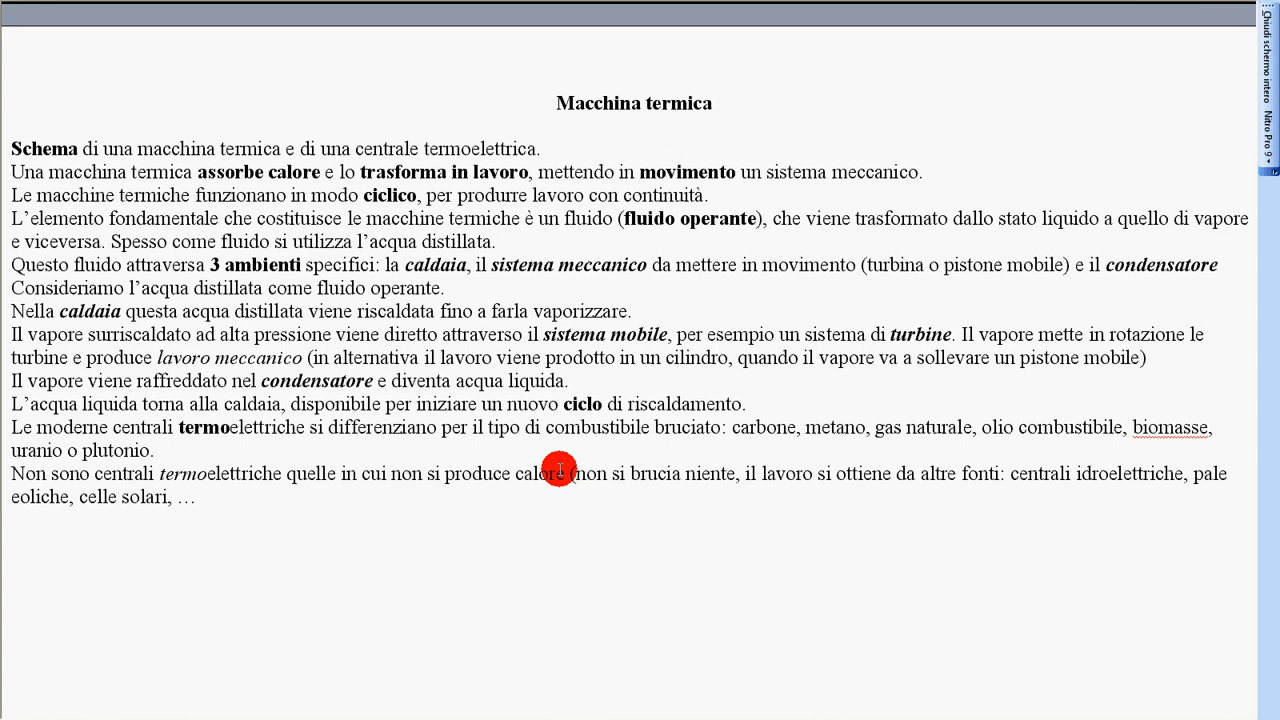 Macchina termica
Schema di una macchina termica e di una centrale termoelettrica.
Una macchina termica assorbe calore e lo trasforma in lavoro, mettendo in movimento un sistema meccanico.
Le macchine termiche funzionano in modo ciclico, per produrre lavoro con continuità.
L’elemento fondamentale che costituisce le macchine termiche è un fluido (fluido operante), che viene trasformato dallo stato liquido a quello di vapore
e viceversa. Spesso come fluido si utilizza l’acqua distillata.
Questo fluido attraversa 3 ambienti specifici: la caldaia, il sistema meccanico da mettere in movimento (turbina o pistone mobile) e il condensatore
Consideriamo l’acqua distillata come fluido operante.
Nella caldaia questa acqua distillata viene riscaldata fino a farla vaporizzare.
Il vapore surriscaldato ad alta pressione viene diretto attraverso il sistema mobile, per esempio un sistema di turbine. Il vapore mette in rotazione le
turbine e produce lavoro meccanico (in alternativa il lavoro viene prodotto in un cilindro, quando il vapore va a sollevare un pistone mobile)
Il vapore viene raffreddato nel condensatore e diventa acqua liquida.
L’acqua liquida torna alla caldaia, disponibile per iniziare un nuovo ciclo di riscaldamento.
Le moderne centrali termoelettriche si differenziano per il tipo di combustibile bruciato: carbone, metano, gas naturale, olio combustibile, biomasse,
uranio o plutonio.
Non sono centrali termoelettriche quelle in cui non si produce calore (non si brucia niente, il lavoro si ottiene da altre fonti: centrali idroelettriche, pale
eoliche, celle solari, …
Chiudi schermo intero Nitro Pro 9